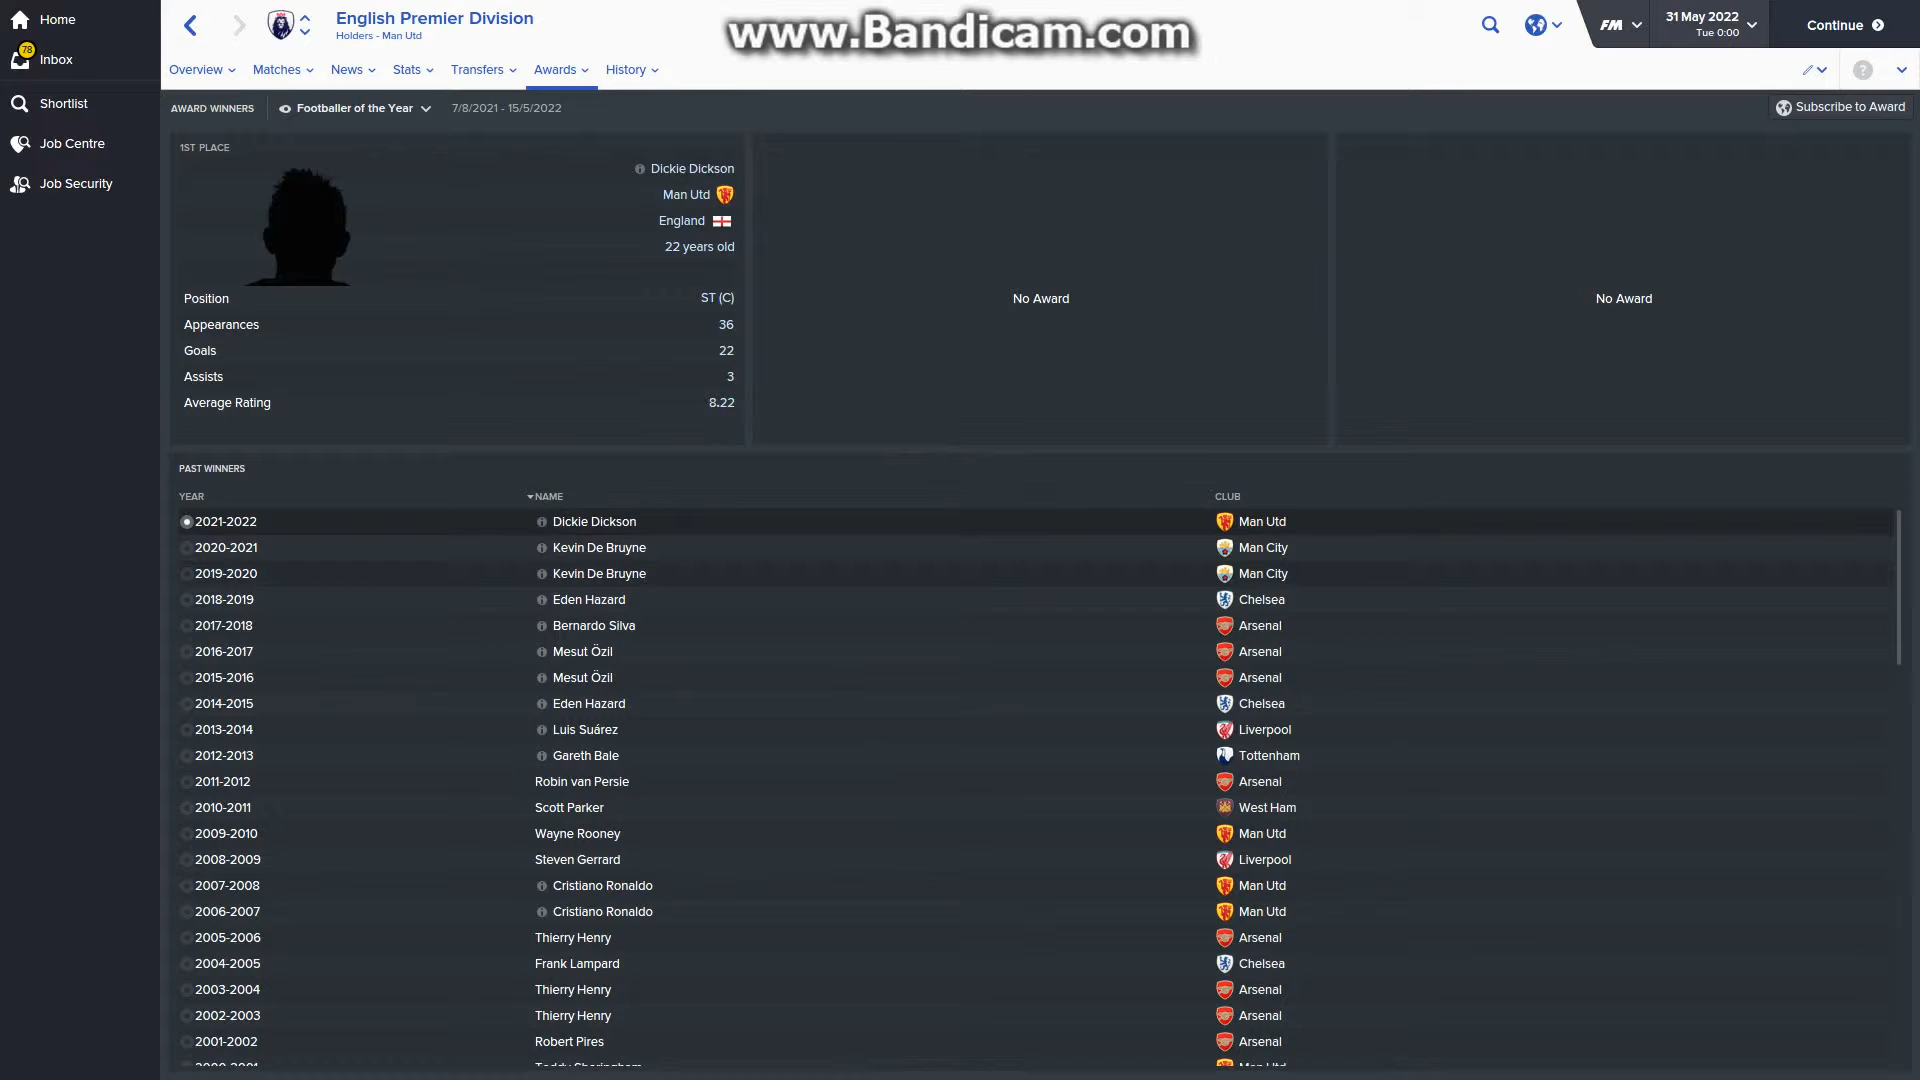 Home
78
Inbox
Shortlist
Job Centre
Job Security
English Premier Division
Holders - Man Utd
www.Bandicam.com
FM
31 May 2022
Tue 0:00
Continue
Overview
Matches
News
Stats
Transfers
Awards
History
?
AWARD WINNERS
Footballer of the Year
7/8/2021 - 15/5/2022
Subscribe to Award
1ST PLACE
Dickie Dickson
Man Utd
England
22 years old
Position ST (C)
Appearances 36
Goals 22
Assists 3
Average Rating 8.22
No Award
No Award
PAST WINNERS
YEAR NAME CLUB
2021-2022 Dickie Dickson Man Utd
2020-2021 Kevin De Bruyne Man City
2019-2020 Kevin De Bruyne Man City
2018-2019 Eden Hazard Chelsea
2017-2018 Bernardo Silva Arsenal
2016-2017 Mesut Özil Arsenal
2015-2016 Mesut Özil Arsenal
2014-2015 Eden Hazard Chelsea
2013-2014 Luis Suárez Liverpool
2012-2013 Gareth Bale Tottenham
2011-2012 Robin van Persie Arsenal
2010-2011 Scott Parker West Ham
2009-2010 Wayne Rooney Man Utd
2008-2009 Steven Gerrard Liverpool
2007-2008 Cristiano Ronaldo Man Utd
2006-2007 Cristiano Ronaldo Man Utd
2005-2006 Thierry Henry Arsenal
2004-2005 Frank Lampard Chelsea
2003-2004 Thierry Henry Arsenal
2002-2003 Thierry Henry Arsenal
2001-2002 Robert Pires Arsenal
2000-2001 Teddy Sheringham Man Utd